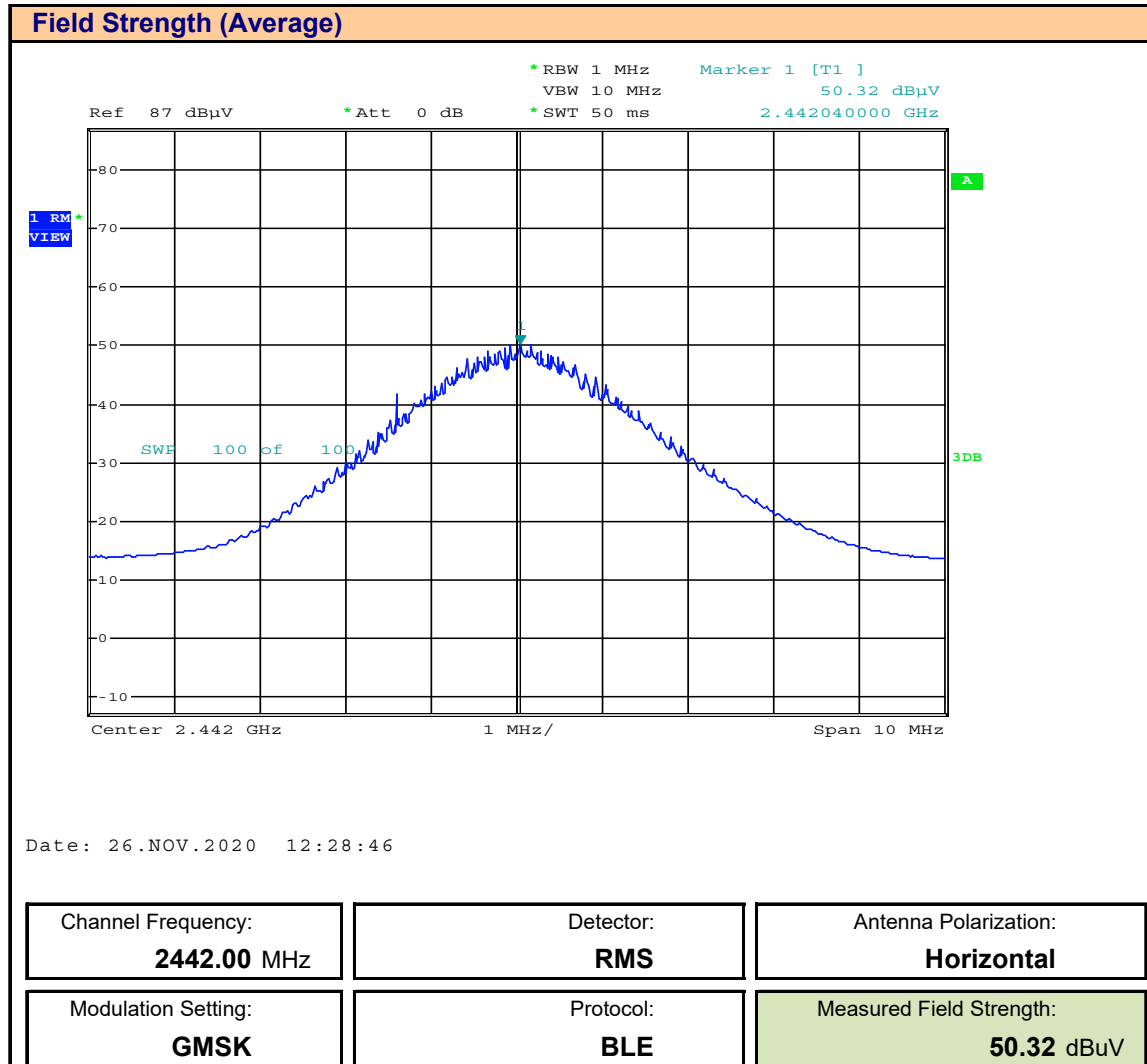 Field Strength (Average)
* RBW 1 MHz Marker 1 [T1 ]
VBW 10 MHz 50.32 dBµV
Ref 87 dBµV * Att 0 dB * SWT 50 ms 2.442040000 GHz
80
A
1 RM *
VIEW
70
60
1
50
40
SWP 100 of 100
30
3DB
20
10
0
-10
Center 2.442 GHz 1 MHz/ Span 10 MHz
Date: 26.NOV.2020 12:28:46
Channel Frequency: Detector: Antenna Polarization:
2442.00 MHz RMS Horizontal
Modulation Setting: Protocol: Measured Field Strength:
GMSK BLE 50.32 dBuV